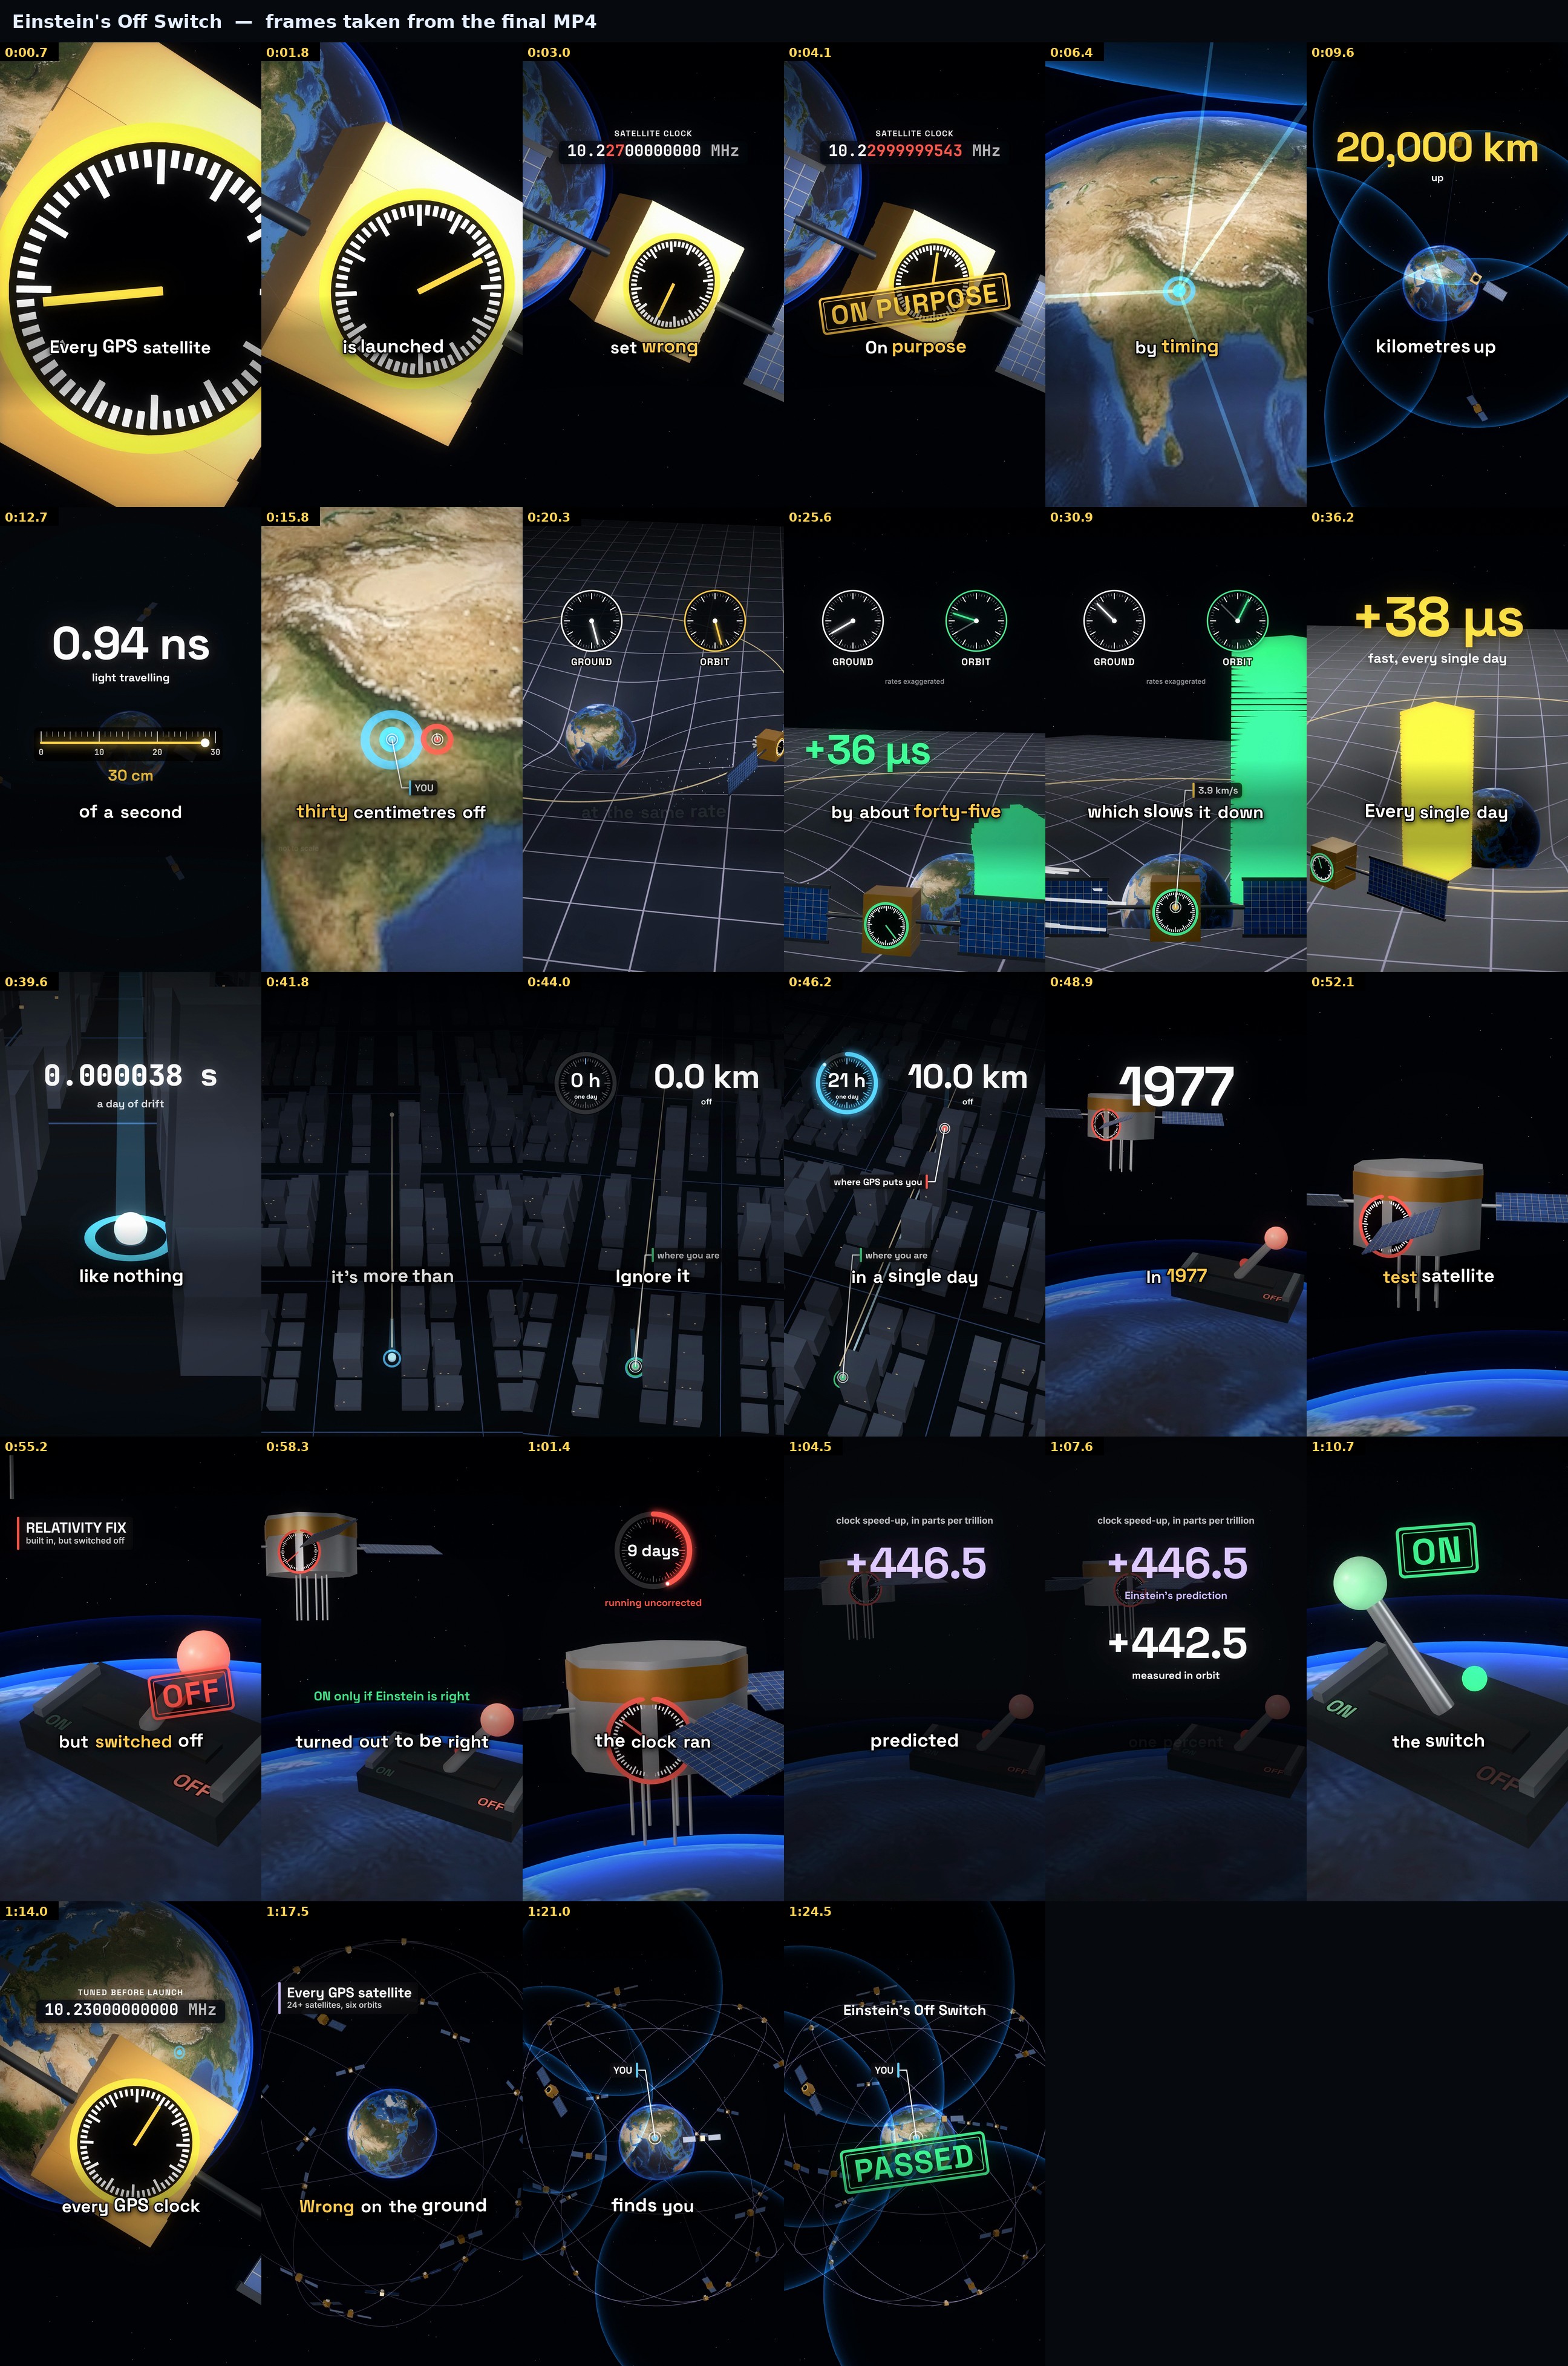 Einstein's Off Switch — frames taken from the final MP4
0:00.7
Every GPS satellite
0:01.8
is launched
0:03.0
SATELLITE CLOCK
10.22700000000 MHz
set wrong
0:04.1
SATELLITE CLOCK
10.22999999543 MHz
ON PURPOSE
On purpose
0:06.4
by timing
0:09.6
20,000 km
up
kilometres up
0:12.7
0.94 ns
light travelling
0 10 20 30
30 cm
of a second
0:15.8
YOU
thirty centimetres off
0:20.3
GROUND
ORBIT
at the same rate
0:25.6
GROUND
ORBIT
rates exaggerated
+36 µs
by about forty-five
0:30.9
GROUND
ORBIT
rates exaggerated
3.9 km/s
which slows it down
0:36.2
+38 µs
fast, every single day
Every single day
0:39.6
0.000038 s
a day of drift
like nothing
0:41.8
it's more than
0:44.0
0 h
one day
0.0 km
off
where you are
Ignore it
0:46.2
21 h
one day
10.0 km
off
where GPS puts you
where you are
in a single day
0:48.9
1977
In 1977
OFF
0:52.1
test satellite
0:55.2
RELATIVITY FIX
built in, but switched off
OFF
ON
but switched off
OFF
0:58.3
ON only if Einstein is right
turned out to be right
ON
OFF
1:01.4
9 days
running uncorrected
the clock ran
1:04.5
clock speed-up, in parts per trillion
+446.5
predicted
OFF
1:07.6
clock speed-up, in parts per trillion
+446.5
Einstein's prediction
+442.5
measured in orbit
one percent
OFF
1:10.7
ON
ON
the switch
OFF
1:14.0
TUNED BEFORE LAUNCH
10.23000000000 MHz
every GPS clock
1:17.5
Every GPS satellite
24+ satellites, six orbits
Wrong on the ground
1:21.0
YOU
finds you
1:24.5
Einstein's Off Switch
YOU
PASSED